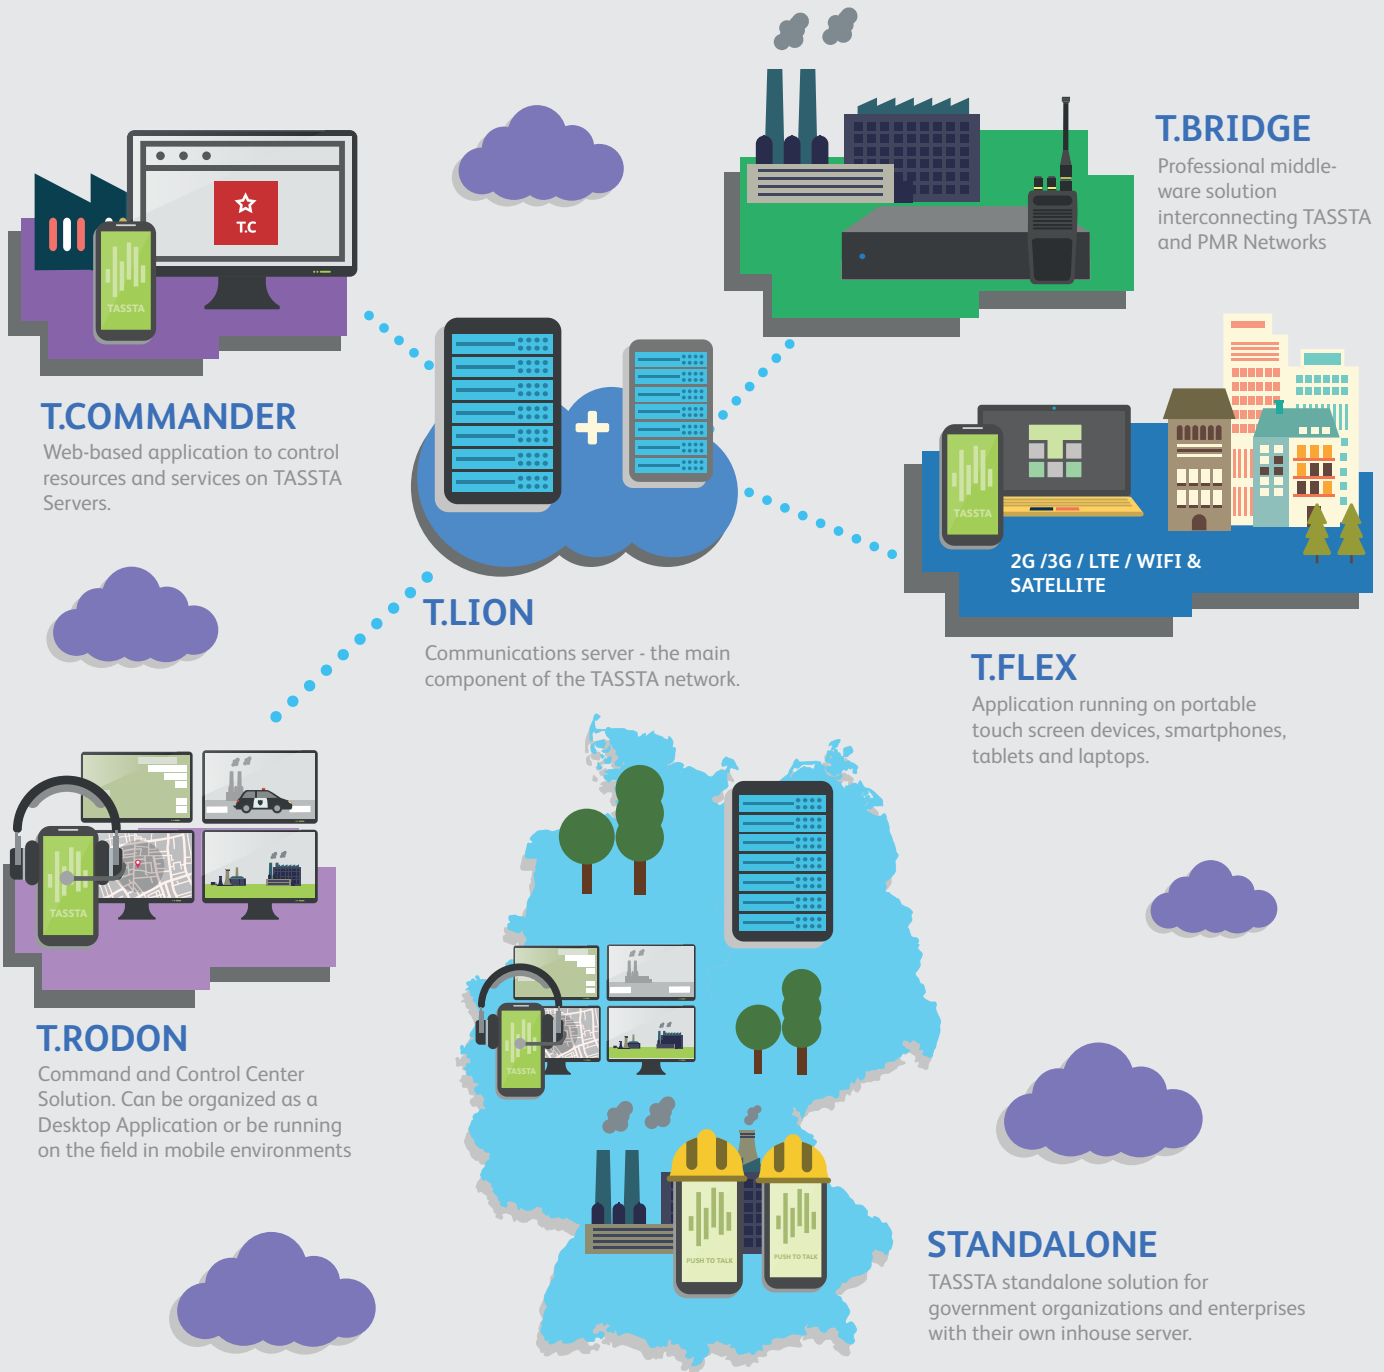 T.BRIDGE
Professional middle-
ware solution
interconnecting TASSTA
and PMR Networks
T.C
TASSTA
T.COMMANDER
Web-based application to control
resources and services on TASSTA
Servers.
TASSTA
2G /3G / LTE / WIFI &
SATELLITE
T.LION
Communications server - the main
component of the TASSTA network.
T.FLEX
Application running on portable
touch screen devices, smartphones,
tablets and laptops.
TASSTA
T.RODON
Command and Control Center
Solution. Can be organized as a
Desktop Application or be running
on the field in mobile environments
TASSTA
PUSH TO TALK
PUSH TO TALK
STANDALONE
TASSTA standalone solution for
government organizations and enterprises
with their own inhouse server.